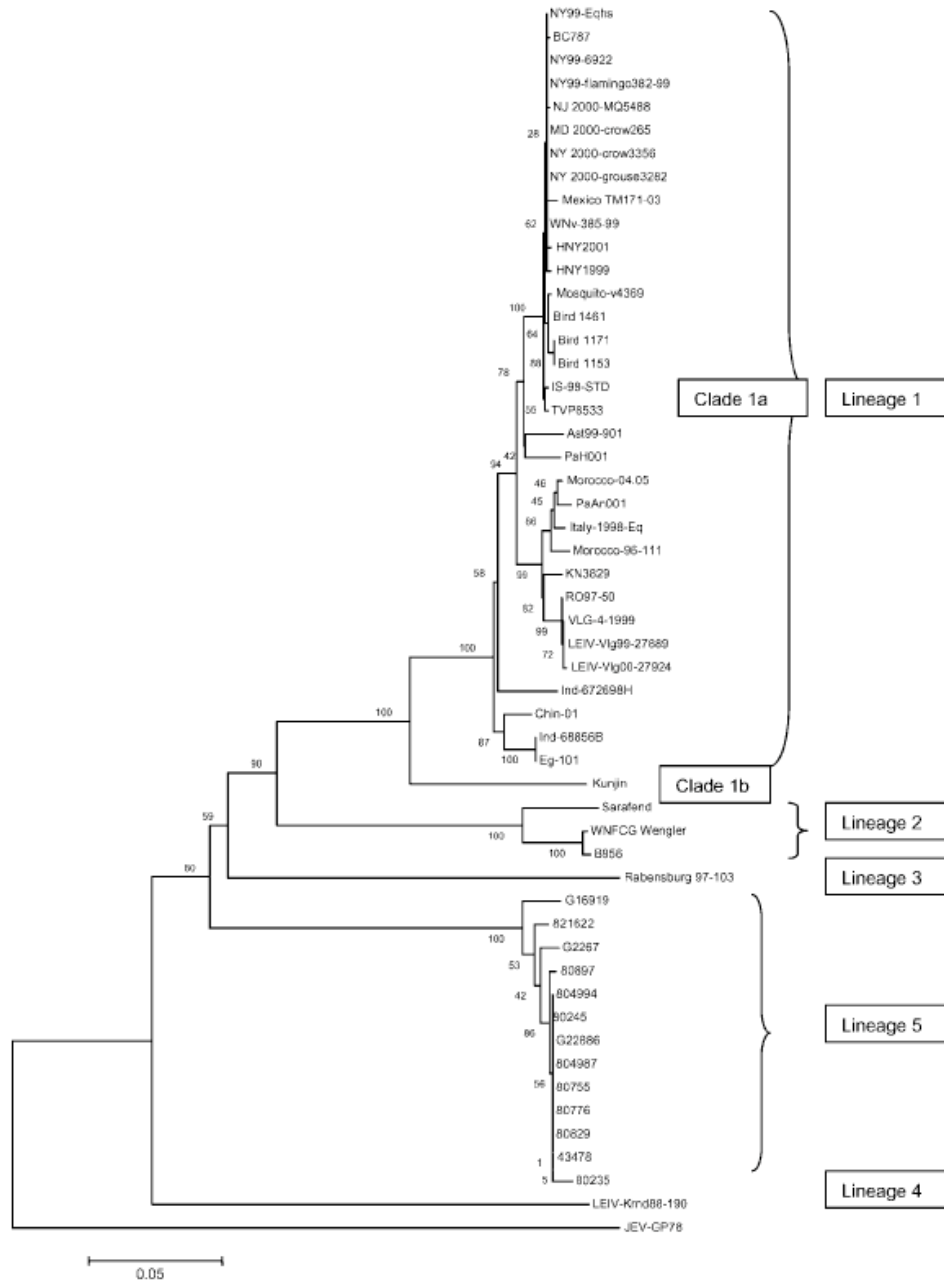 NY99-Eqhs
BC787
NY99-6922
NY99-flamingo382-99
NJ 2000-MQ5488
MD 2000-crow265
28
NY 2000-crow3356
NY 2000-grouse3282
Mexico TM171-03
62
WNv-385-99
HNY2001
HNY1999
Mosquito-v4369
100
Bird 1461
64
Bird 1171
88
Bird 1153
78
IS-98-STD
Clade 1a
Lineage 1
55
TVP8533
Ast99-901
42
PaH001
94
46
Morocco-04.05
45
PaAn001
66
Italy-1998-Eq
Morocco-96-111
58
99
KN3829
RO97-50
82
VLG-4-1999
99
LEIV-Vlg99-27889
72
LEIV-Vlg00-27924
100
Ind-672698H
Chin-01
100
87
Ind-68856B
100
Eg-101
90
Kunjin
Clade 1b
Sarafend
59
WNFCG Wengler
Lineage 2
100
100
B956
80
Rabensburg 97-103
Lineage 3
G16919
100
821622
G2267
53
80897
42
804994
80245
Lineage 5
86
G22886
804987
56
80755
80776
80829
1
43478
5
80235
Lineage 4
LEIV-Krnd88-190
JEV-GP78
0.05